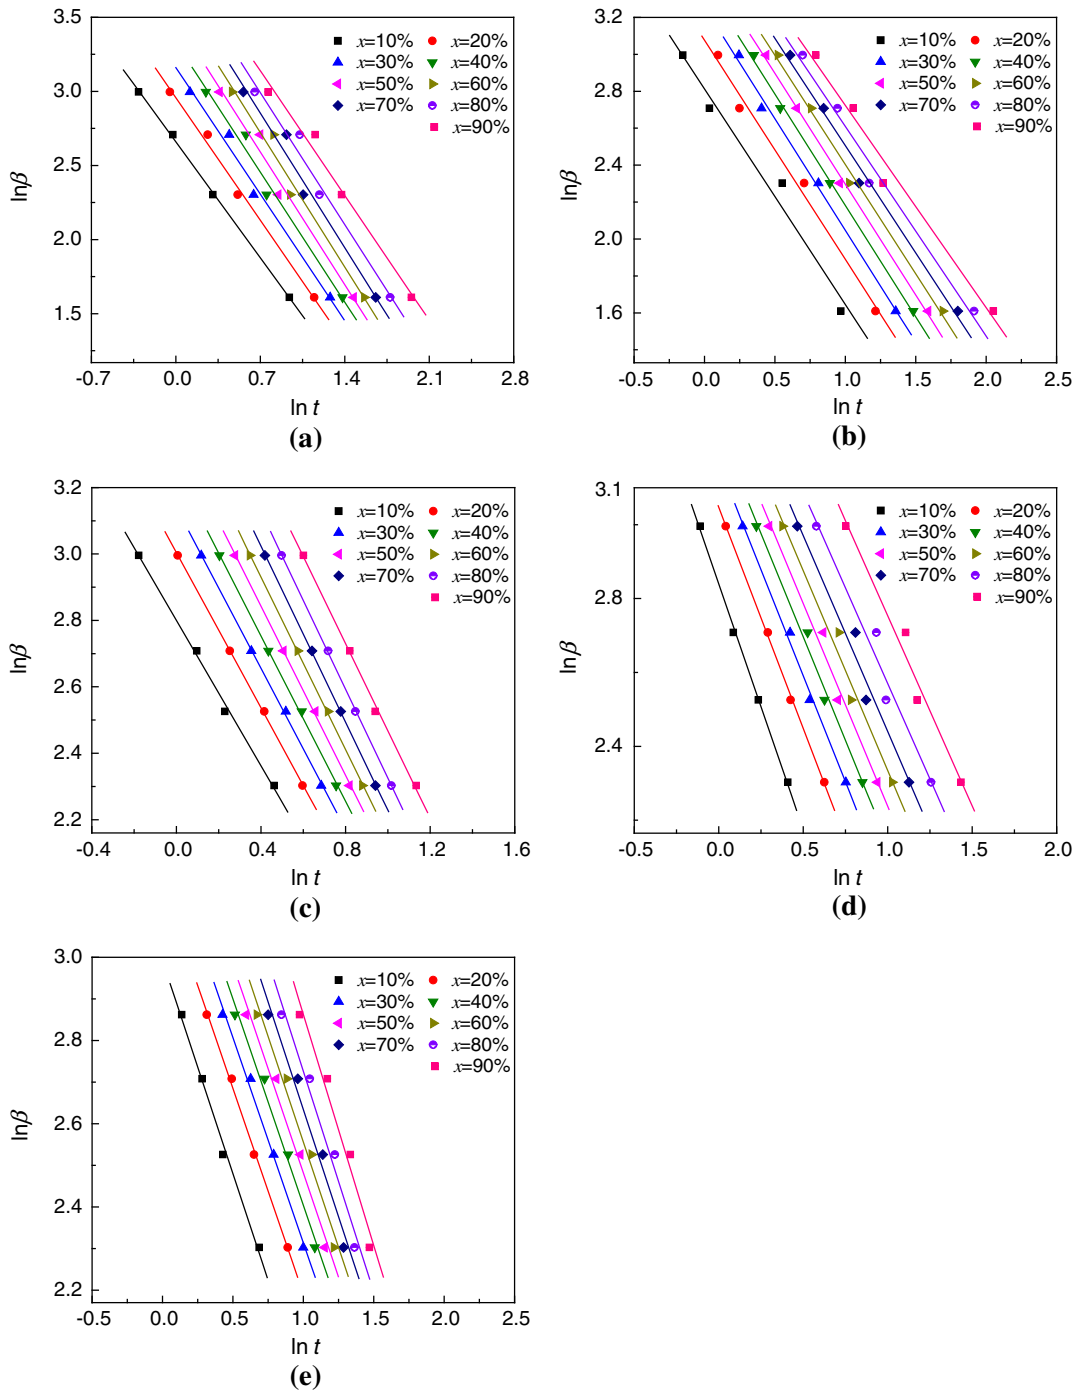 3.5
3.0
2.5
2.0
1.5
lnβ
-0.7 0.0 0.7 1.4 2.1 2.8
ln t
x=10% x=20%
x=30% x=40%
x=50% x=60%
x=70% x=80%
x=90%
(a)
3.2
2.8
2.4
2.0
1.6
lnβ
-0.5 0.0 0.5 1.0 1.5 2.0 2.5
ln t
x=10% x=20%
x=30% x=40%
x=50% x=60%
x=70% x=80%
x=90%
(b)
3.2
3.0
2.8
2.6
2.4
2.2
lnβ
-0.4 0.0 0.4 0.8 1.2 1.6
ln t
x=10% x=20%
x=30% x=40%
x=50% x=60%
x=70% x=80%
x=90%
(c)
3.1
2.8
2.4
lnβ
-0.5 0.0 0.5 1.0 1.5 2.0
ln t
x=10% x=20%
x=30% x=40%
x=50% x=60%
x=70% x=80%
x=90%
(d)
3.0
2.8
2.6
2.4
2.2
lnβ
-0.5 0.0 0.5 1.0 1.5 2.0 2.5
ln t
x=10% x=20%
x=30% x=40%
x=50% x=60%
x=70% x=80%
x=90%
(e)